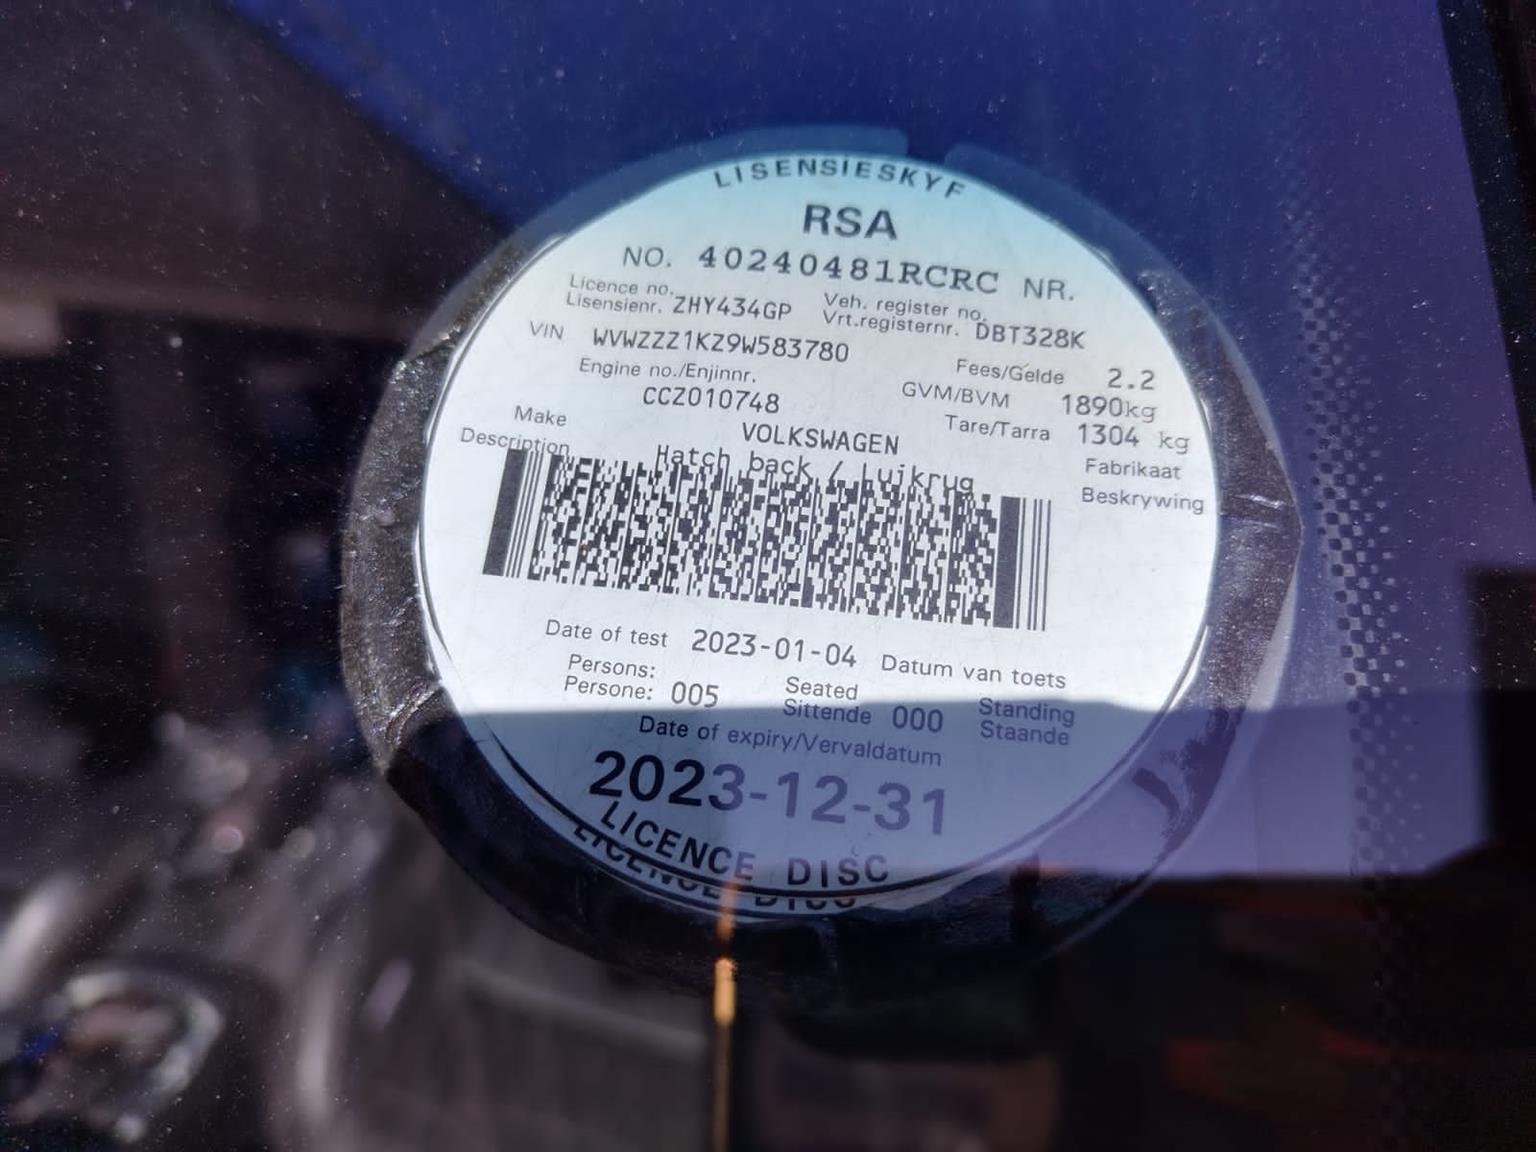 LISENSIESKYF
RSA
NO. 40240481RCRC NR.
Licence no. Veh. register no.
Lisensienr. ZHY434GP Vrt.registernr. DBT328K
VIN WVWZZZ1KZ9W583780 Fees/Gelde 2.2
Engine no./Enjinnr. GVM/BVM 1890kg
CCZ010748 Tare/Tarra 1304 kg
Make VOLKSWAGEN Fabrikaat
Description Hatch back / Luikrug Beskrywing
Date of test 2023-01-04 Datum van toets
Persons: Seated Standing
Persone: 005 Sittende 000 Staande
Date of expiry/Vervaldatum
2023-12-31
LICENCE DISC
LICENCE DISC